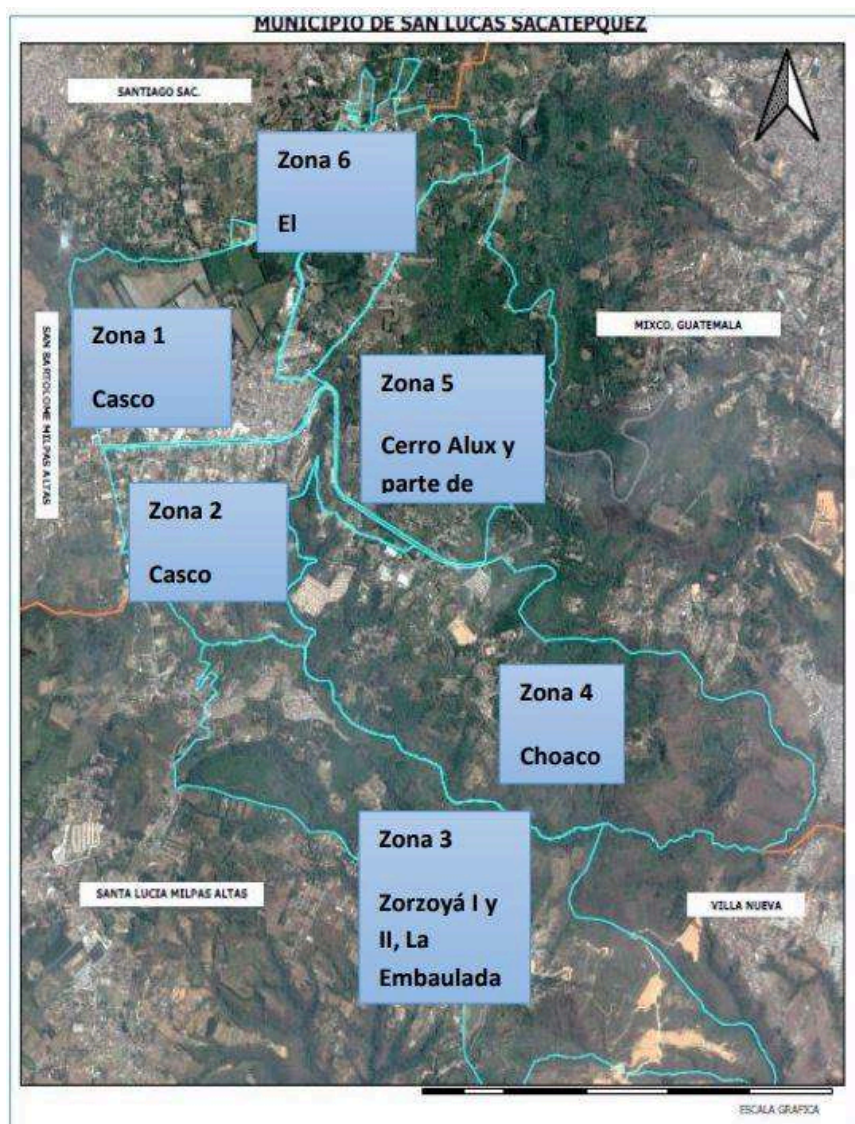 MUNICIPIO DE SAN LUCAS SACATEPQUEZ
SANTIAGO SAC.
Zona 6
El
SAN BARTOLOME MILPAS ALTAS
Zona 1
Casco
MIXCO, GUATEMALA
Zona 5
Cerro Alux y
parte de
Zona 2
Casco
Zona 4
Choaco
Zona 3
Zorzoyá I y
II, La
Embaulada
SANTA LUCIA MILPAS ALTAS
VILLA NUEVA
ESCALA GRAFICA